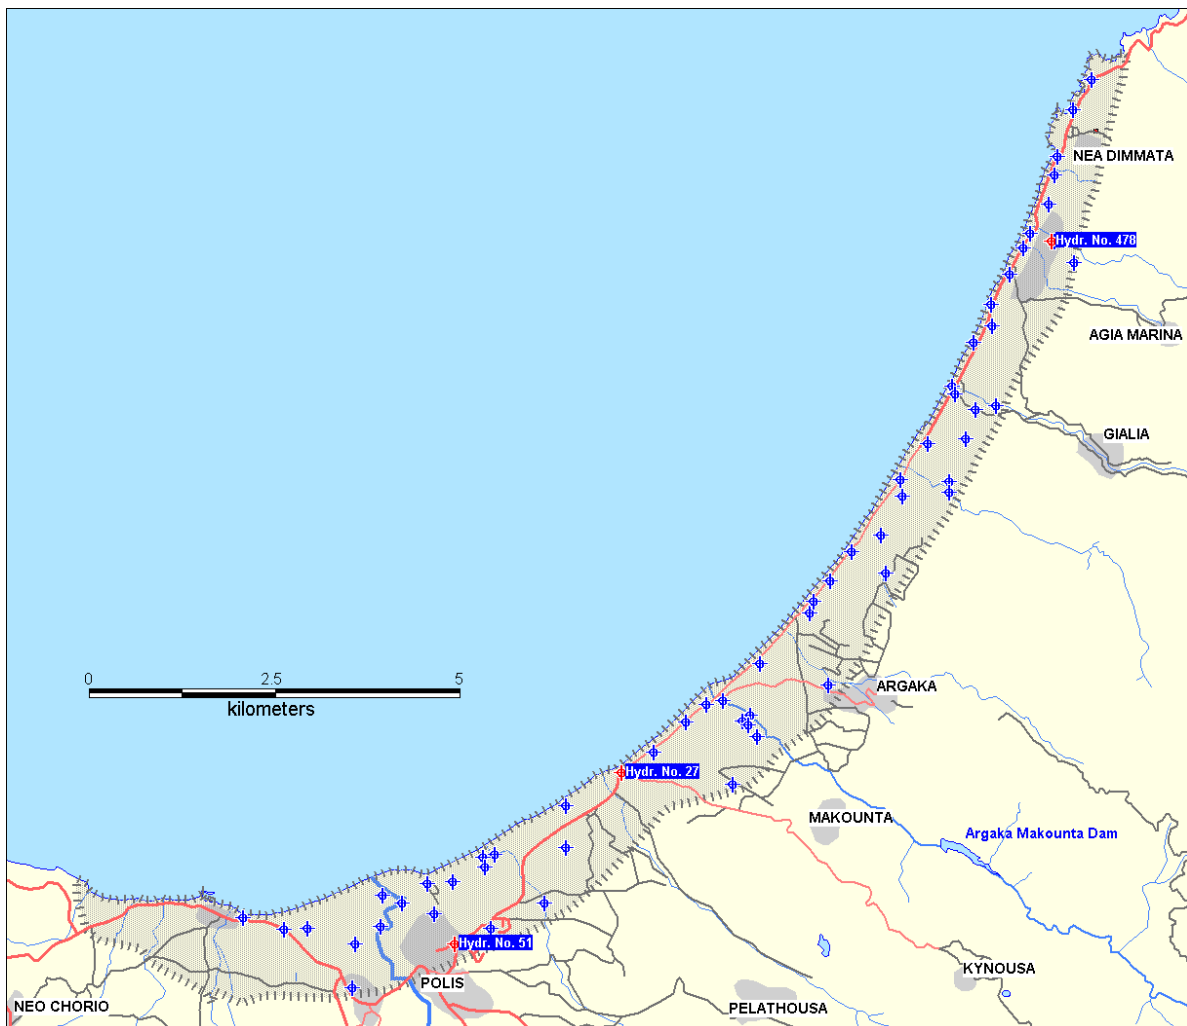 NEA DIMMATA
Hydr. No. 478
AGIA MARINA
GIALIA
0 2.5 5
kilometers
ARGAKA
Hydr. No. 27
MAKOUNTA
Argaka Makounta Dam
Hydr. No. 51
POLIS
KYNOUSA
NEO CHORIO
PELATHOUSA